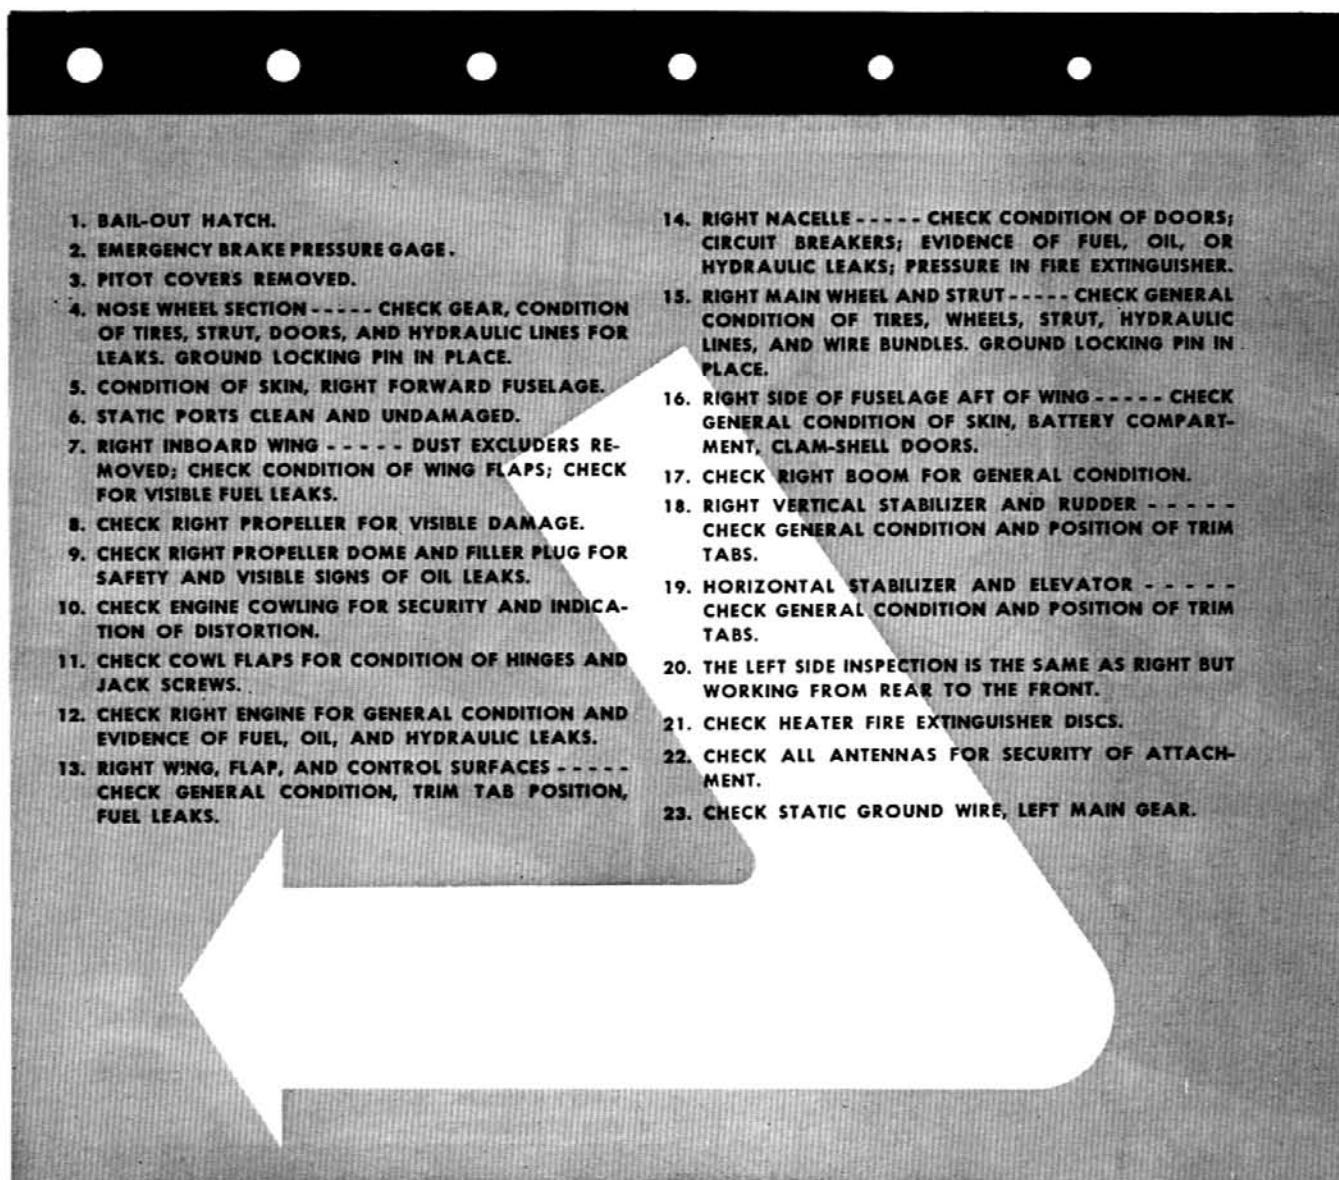 1. BAIL-OUT HATCH.
2. EMERGENCY BRAKE PRESSURE GAGE.
3. PITOT COVERS REMOVED.
4. NOSE WHEEL SECTION - - - - - CHECK GEAR, CONDITION
OF TIRES, STRUT, DOORS, AND HYDRAULIC LINES FOR
LEAKS. GROUND LOCKING PIN IN PLACE.
5. CONDITION OF SKIN, RIGHT FORWARD FUSELAGE.
6. STATIC PORTS CLEAN AND UNDAMAGED.
7. RIGHT INBOARD WING - - - - - DUST EXCLUDERS RE-
MOVED; CHECK CONDITION OF WING FLAPS; CHECK
FOR VISIBLE FUEL LEAKS.
8. CHECK RIGHT PROPELLER FOR VISIBLE DAMAGE.
9. CHECK RIGHT PROPELLER DOME AND FILLER PLUG FOR
SAFETY AND VISIBLE SIGNS OF OIL LEAKS.
10. CHECK ENGINE COWLING FOR SECURITY AND INDICA-
TION OF DISTORTION.
11. CHECK COWL FLAPS FOR CONDITION OF HINGES AND
JACK SCREWS.
12. CHECK RIGHT ENGINE FOR GENERAL CONDITION AND
EVIDENCE OF FUEL, OIL, AND HYDRAULIC LEAKS.
13. RIGHT WING, FLAP, AND CONTROL SURFACES - - - - -
CHECK GENERAL CONDITION, TRIM TAB POSITION,
FUEL LEAKS.
14. RIGHT NACELLE - - - - - CHECK CONDITION OF DOORS;
CIRCUIT BREAKERS; EVIDENCE OF FUEL, OIL, OR
HYDRAULIC LEAKS; PRESSURE IN FIRE EXTINGUISHER.
15. RIGHT MAIN WHEEL AND STRUT - - - - - CHECK GENERAL
CONDITION OF TIRES, WHEELS, STRUT, HYDRAULIC
LINES, AND WIRE BUNDLES. GROUND LOCKING PIN IN
PLACE.
16. RIGHT SIDE OF FUSELAGE AFT OF WING - - - - - CHECK
GENERAL CONDITION OF SKIN, BATTERY COMPART-
MENT, CLAM-SHELL DOORS.
17. CHECK RIGHT BOOM FOR GENERAL CONDITION.
18. RIGHT VERTICAL STABILIZER AND RUDDER - - - - -
CHECK GENERAL CONDITION AND POSITION OF TRIM
TABS.
19. HORIZONTAL STABILIZER AND ELEVATOR - - - - -
CHECK GENERAL CONDITION AND POSITION OF TRIM
TABS.
20. THE LEFT SIDE INSPECTION IS THE SAME AS RIGHT BUT
WORKING FROM REAR TO THE FRONT.
21. CHECK HEATER FIRE EXTINGUISHER DISCS.
22. CHECK ALL ANTENNAS FOR SECURITY OF ATTACH-
MENT.
23. CHECK STATIC GROUND WIRE, LEFT MAIN GEAR.